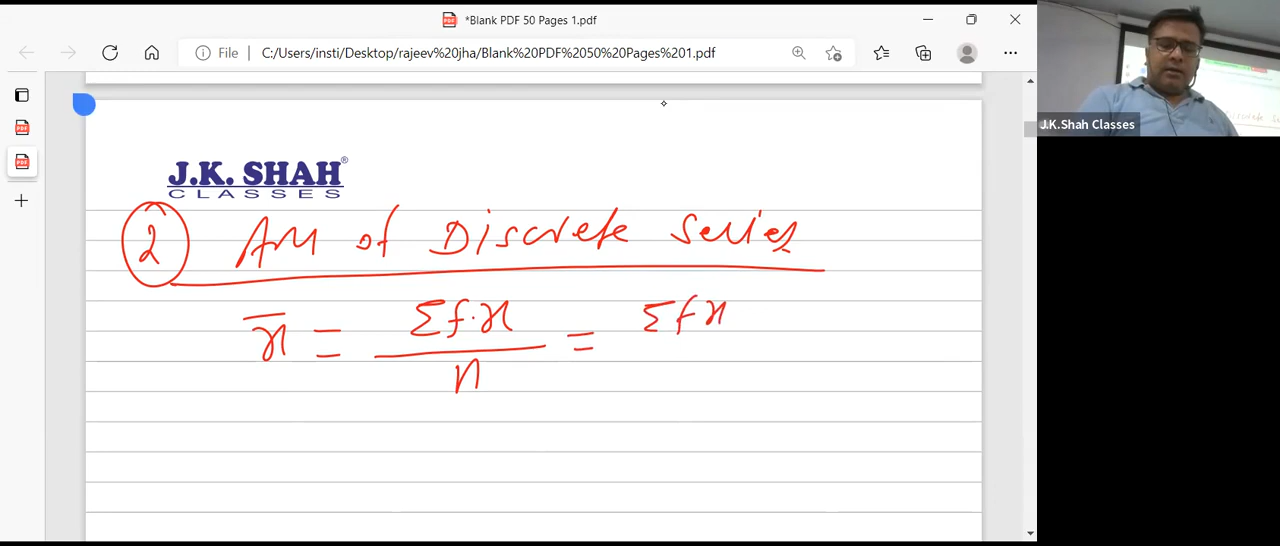 *Blank PDF 50 Pages 1.pdf
File C:/Users/insti/Desktop/rajeev%20jha/Blank%20PDF%2050%20Pages%201.pdf
J.K.Shah Classes
J.K. SHAH®
CLASSES
2 AM of Discrete Series
x̄ = Σf·x / n = Σfx